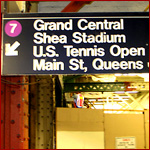 7
Grand Central
Shea Stadium
U.S. Tennis Open
Main St, Queens